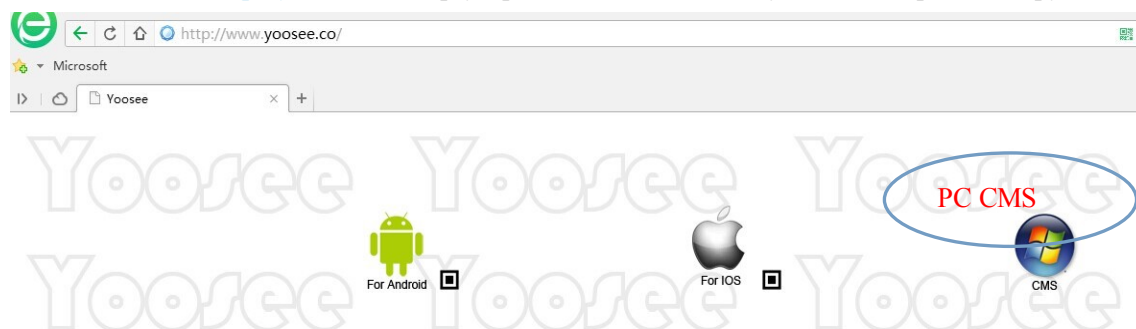 http://www.yoosee.co/
Microsoft
Yoosee
Yoosee Yoosee Yoosee
PC CMS
For Android
For IOS
CMS
Yoosee Yoosee Yoosee